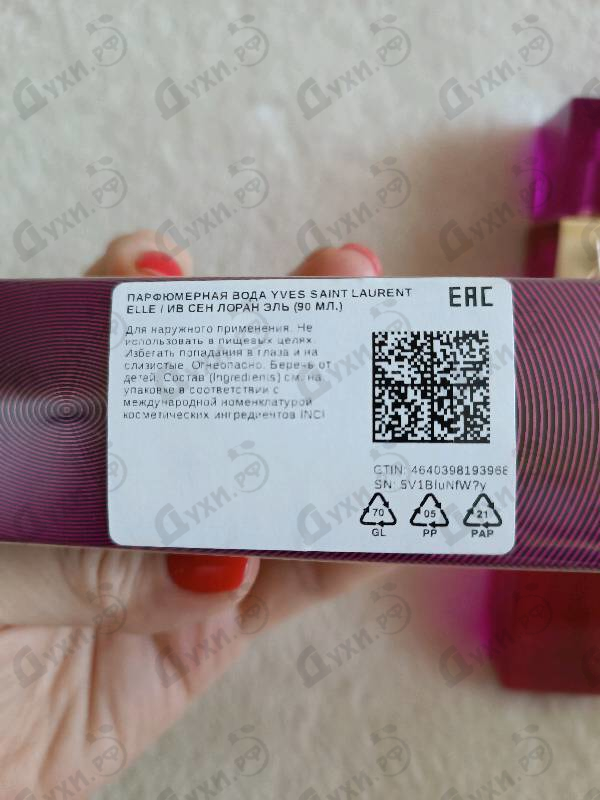 ПАРФЮМЕРНАЯ ВОДА YVES SAINT LAURENT
ELLE / ИВ СЕН ЛОРАН ЭЛЬ (90 МЛ.)
EAC
Для наружного применения. Не
использовать в пищевых целях.
Избегать попадания в глаза и на
слизистые. Огнеопасно. Беречь от
детей. Состав (Ingredients) см. на
упаковке в соответствии с
международной номенклатурой
косметических ингредиентов INCI
GTIN: 4640398193968
SN: 5V1BIuNfW?y
70
GL
05
PP
21
PAP
Духи.РФ